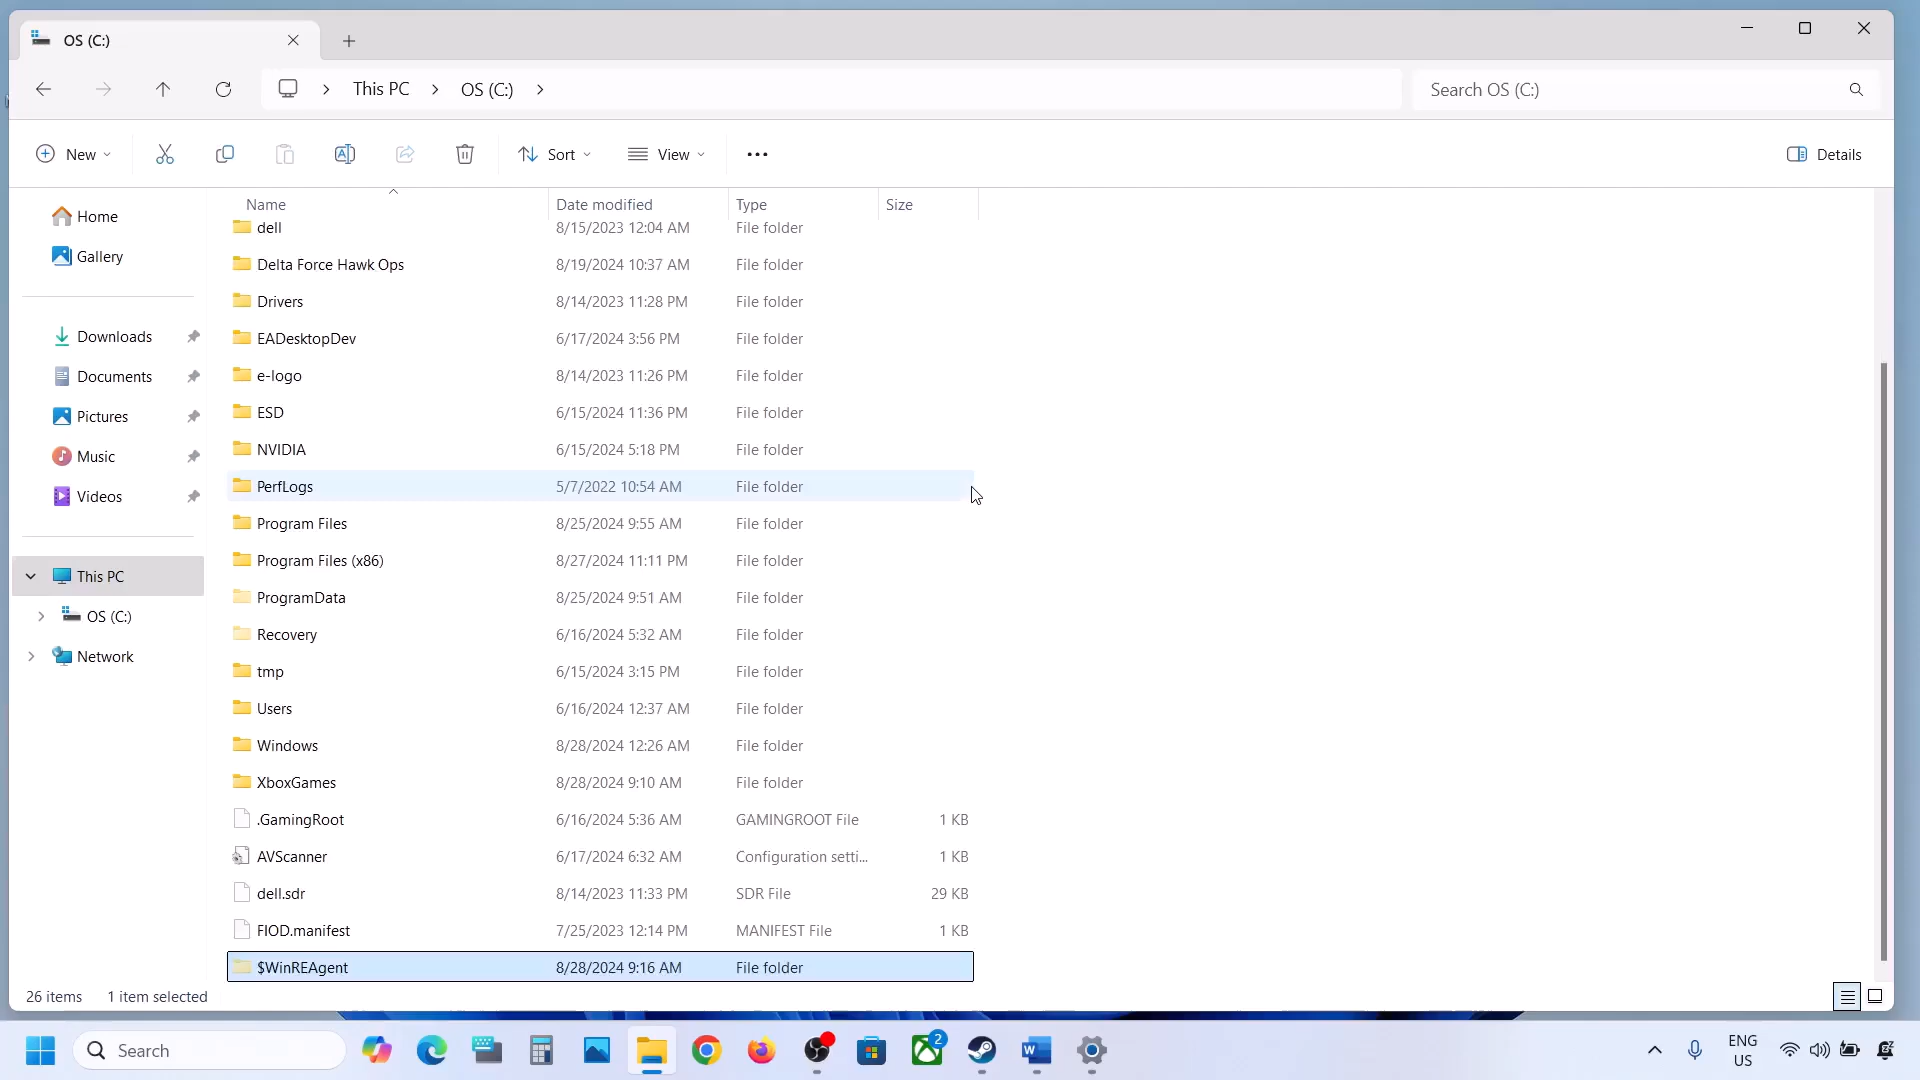 OS (C:)
This PC
OS (C:)
Search OS (C:)
New
Sort
View
Details
Name
Date modified
Type
Size
Home
Gallery
Downloads
Documents
Pictures
Music
Videos
This PC
OS (C:)
Network
dell 8/15/2023 12:04 AM File folder
Delta Force Hawk Ops 8/19/2024 10:37 AM File folder
Drivers 8/14/2023 11:28 PM File folder
EADesktopDev 6/17/2024 3:56 PM File folder
e-logo 8/14/2023 11:26 PM File folder
ESD 6/15/2024 11:36 PM File folder
NVIDIA 6/15/2024 5:18 PM File folder
PerfLogs 5/7/2022 10:54 AM File folder
Program Files 8/25/2024 9:55 AM File folder
Program Files (x86) 8/27/2024 11:11 PM File folder
ProgramData 8/25/2024 9:51 AM File folder
Recovery 6/16/2024 5:32 AM File folder
tmp 6/15/2024 3:15 PM File folder
Users 6/16/2024 12:37 AM File folder
Windows 8/28/2024 12:26 AM File folder
XboxGames 8/28/2024 9:10 AM File folder
.GamingRoot 6/16/2024 5:36 AM GAMINGROOT File 1 KB
AVScanner 6/17/2024 6:32 AM Configuration setti... 1 KB
dell.sdr 8/14/2023 11:33 PM SDR File 29 KB
FIOD.manifest 7/25/2023 12:14 PM MANIFEST File 1 KB
$WinREAgent 8/28/2024 9:16 AM File folder
26 items 1 item selected
Search
2
ENG
US